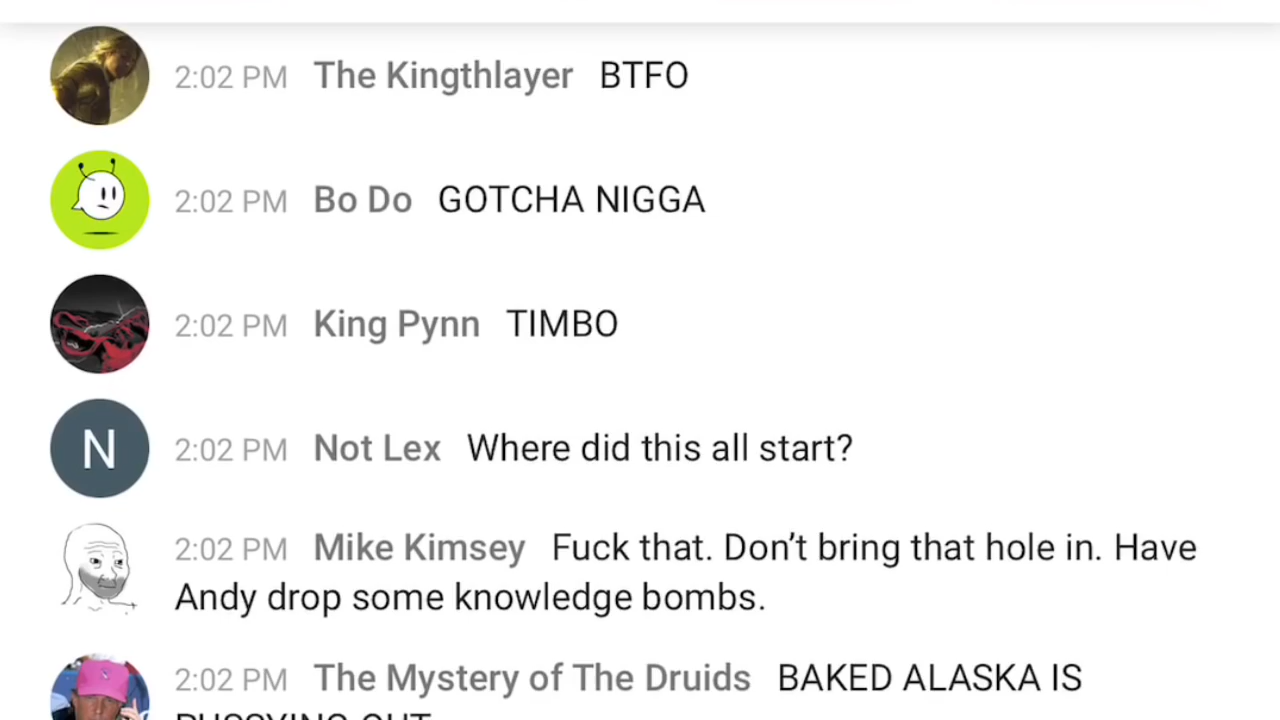 2:02 PM The Kingthlayer BTFO
2:02 PM Bo Do GOTCHA NIGGA
2:02 PM King Pynn TIMBO
N 2:02 PM Not Lex Where did this all start?
2:02 PM Mike Kimsey Fuck that. Don't bring that hole in. Have
Andy drop some knowledge bombs.
2:02 PM The Mystery of The Druids BAKED ALASKA IS
PUSSYING OUT